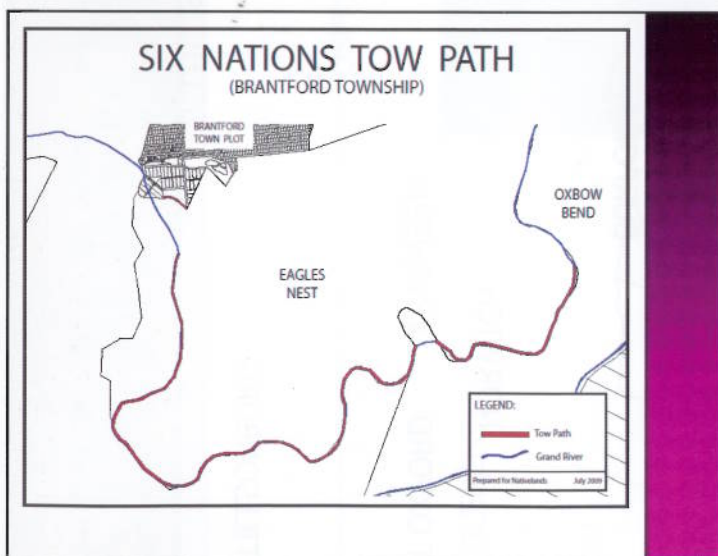 SIX NATIONS TOW PATH
(BRANTFORD TOWNSHIP)
BRANTFORD
TOWN PLOT
OXBOW
BEND
EAGLES
NEST
LEGEND:
Tow Path
Grand River
Prepared for Nativelands July 2009